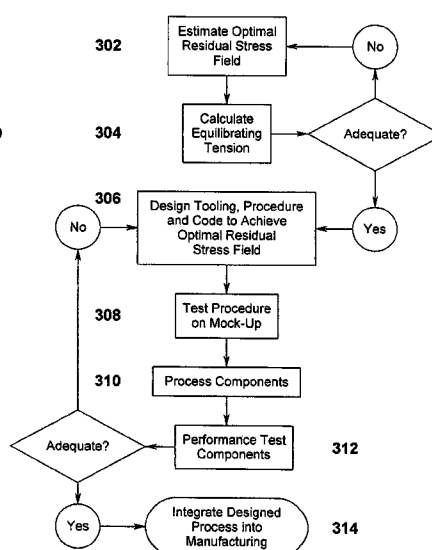 302
Estimate Optimal
Residual Stress
Field
No
304
Calculate
Equilibrating
Tension
Adequate?
306
No
Design Tooling, Procedure
and Code to Achieve
Optimal Residual
Stress Field
Yes
308
Test Procedure
on Mock-Up
310
Process Components
Adequate?
Performance Test
Components
312
Yes
Integrate Designed
Process into
Manufacturing
314